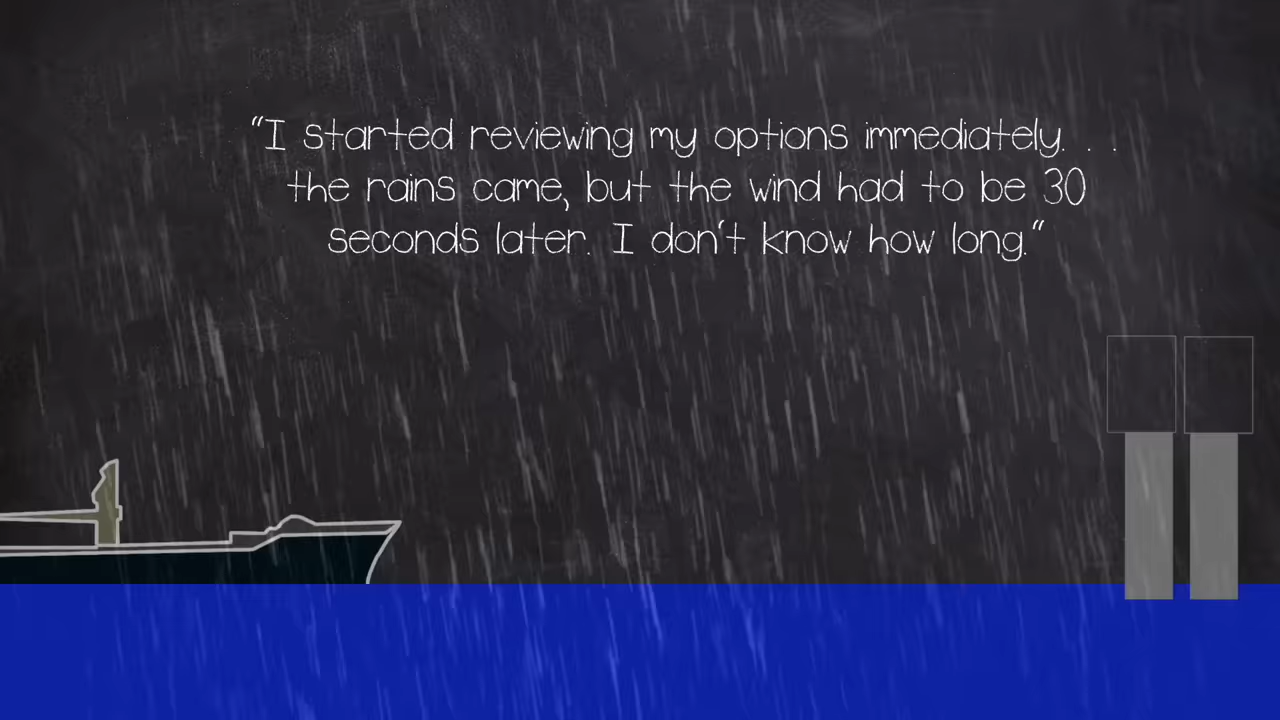 “I started reviewing my options immediately. . .
the rains came, but the wind had to be 30
seconds later. I don't know how long.”